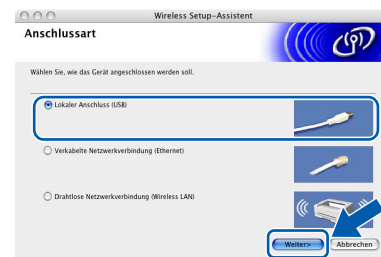 Wireless Setup-Assistent
Anschlussart
Wählen Sie, wie das Gerät angeschlossen werden soll.
Lokaler Anschluss (USB)
Verkabelte Netzwerkverbindung (Ethernet)
Drahtlose Netzwerkverbindung (Wireless LAN)
Weiter> Abbrechen